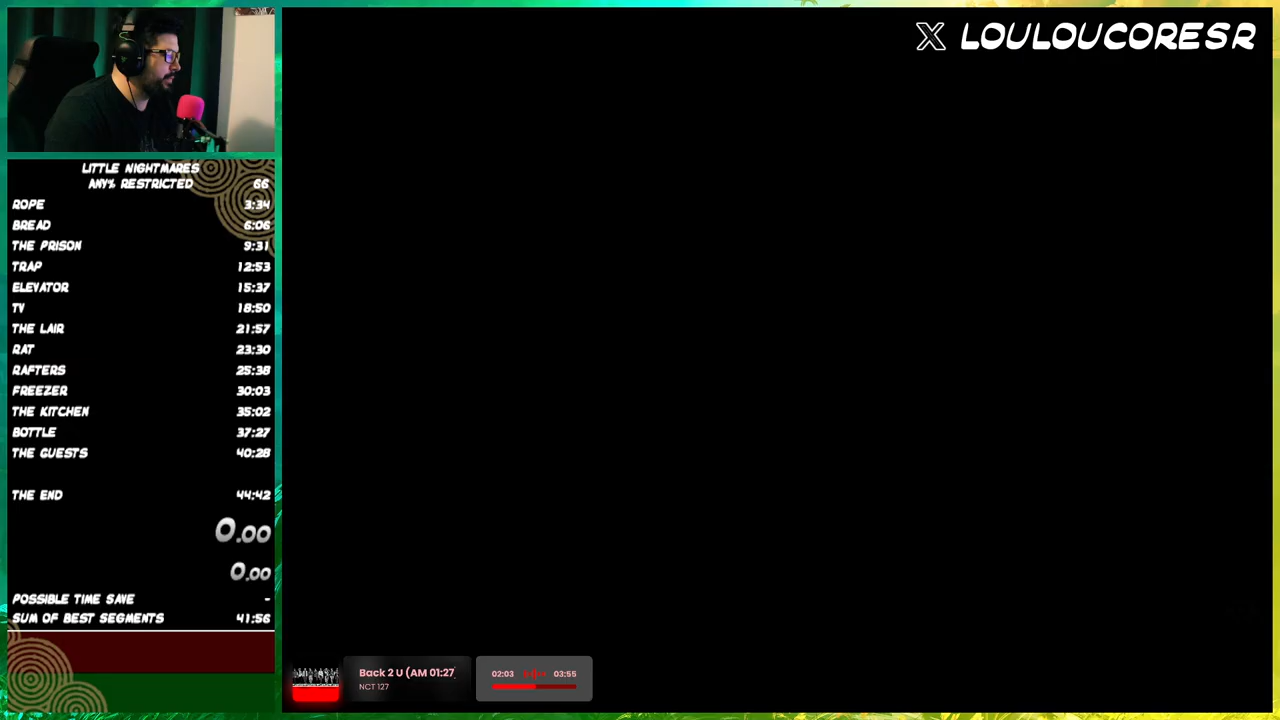 X LOULOUCORESR
LITTLE NIGHTMARES
ANY% RESTRICTED 66
ROPE 3:34
BREAD 6:06
THE PRISON 9:31
TRAP 12:53
ELEVATOR 15:37
TV 18:50
THE LAIR 21:57
RAT 23:30
RAFTERS 25:38
FREEZER 30:03
THE KITCHEN 35:02
BOTTLE 37:27
THE GUESTS 40:28
THE END 44:42
0.00
0.00
POSSIBLE TIME SAVE -
SUM OF BEST SEGMENTS 41:56
Back 2 U (AM 01:27
NCT 127
02:03 03:55